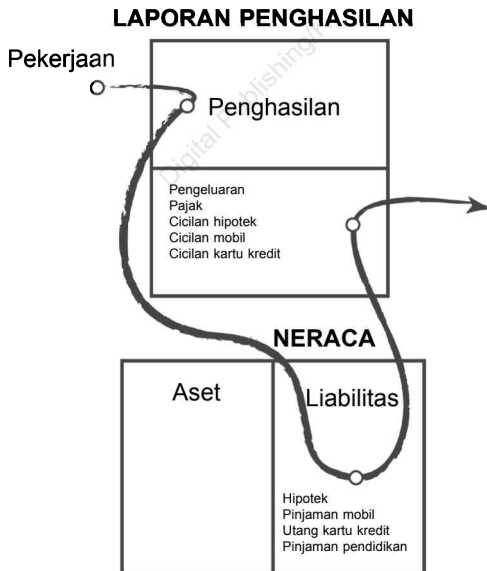 LAPORAN PENGHASILAN
Pekerjaan
Penghasilan
Digital Publishing/
Pengeluaran
Pajak
Cicilan hipotek
Cicilan mobil
Cicilan kartu kredit
NERACA
Aset
Liabilitas
Hipotek
Pinjaman mobil
Utang kartu kredit
Pinjaman pendidikan